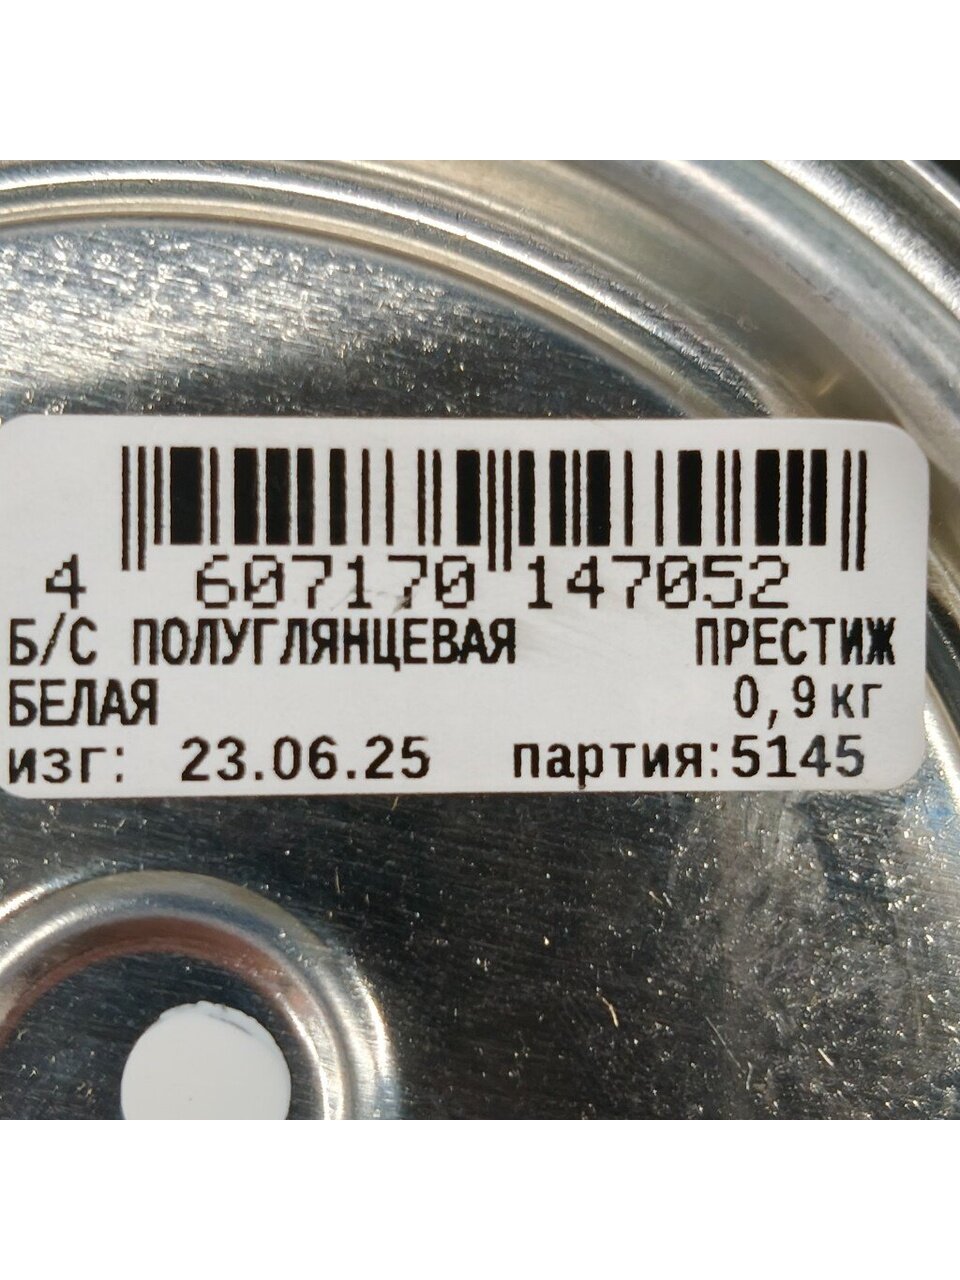 4 607170 147052
Б/С ПОЛУГЛЯНЦЕВАЯ ПРЕСТИЖ
БЕЛАЯ 0,9кг
изг: 23.06.25 партия:5145